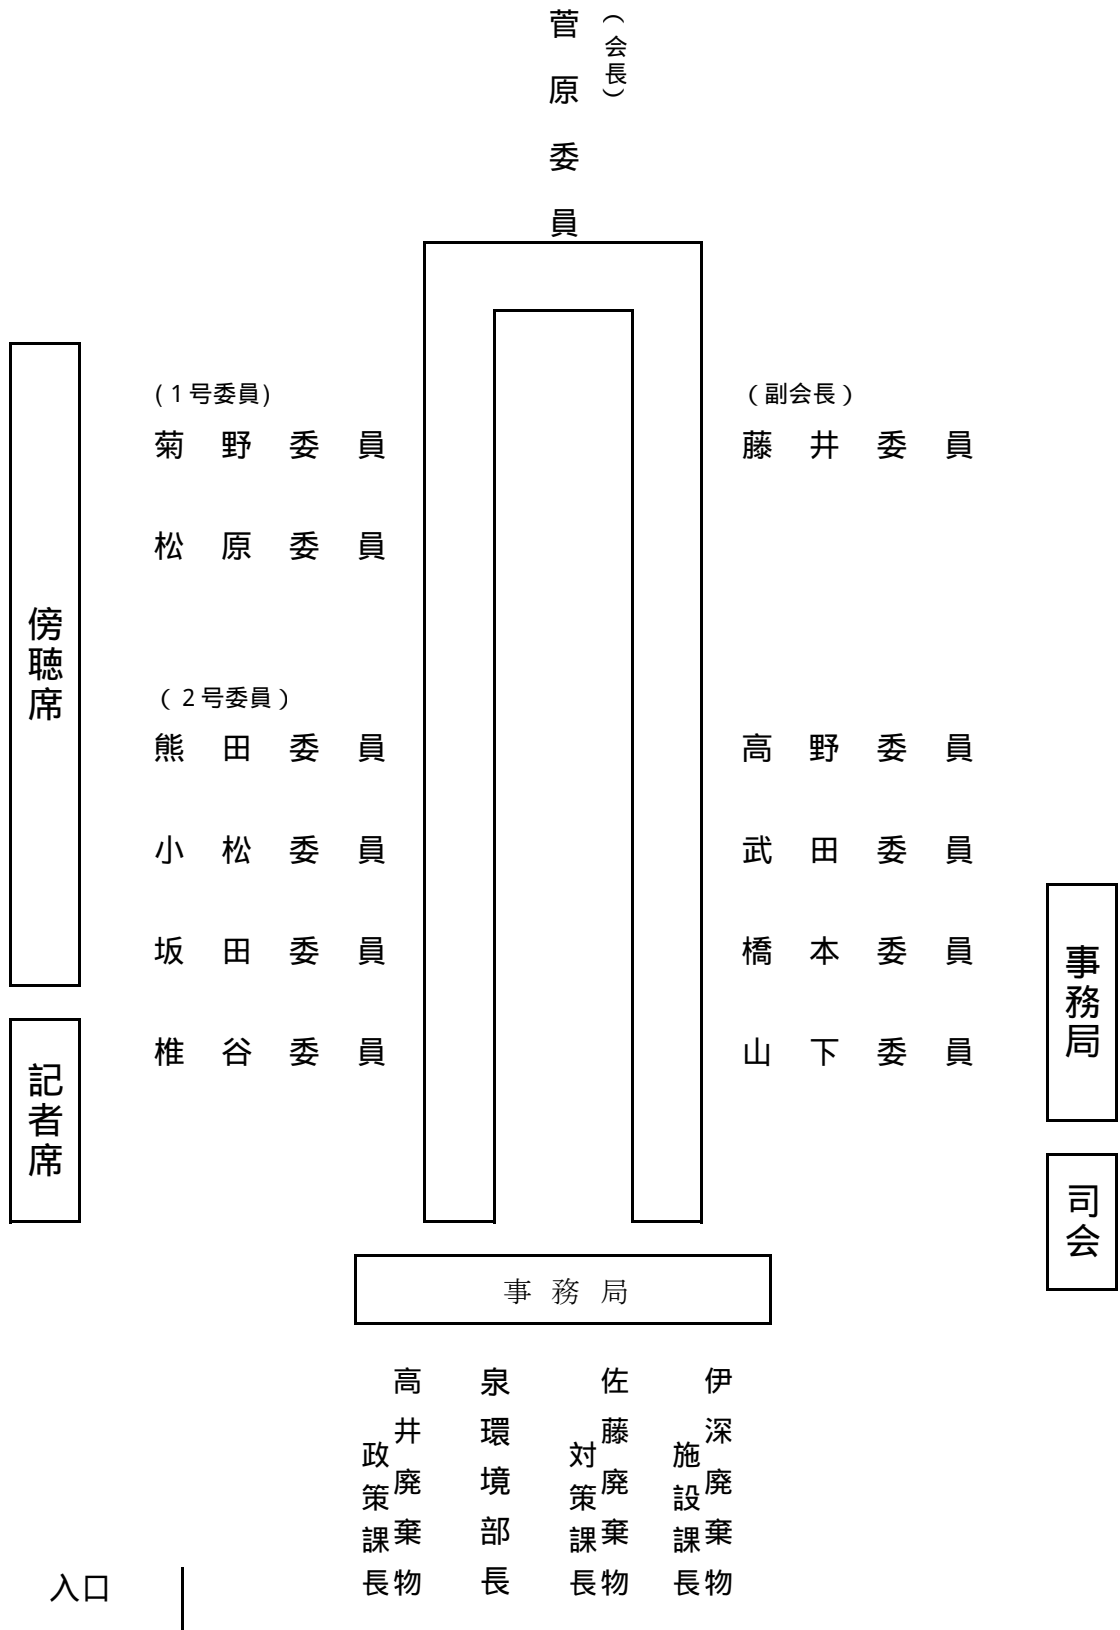 （会長）
菅原委員
(１号委員)
菊野委員
松原委員
（２号委員）
熊田委員
小松委員
坂田委員
椎谷委員
（副会長）
藤井委員
高野委員
武田委員
橋本委員
山下委員
傍聴席
記者席
事務局
司会
事務局
高井廃棄物
政策課長
泉環境部長
佐藤廃棄物
対策課長
伊深廃棄物
施設課長
入口